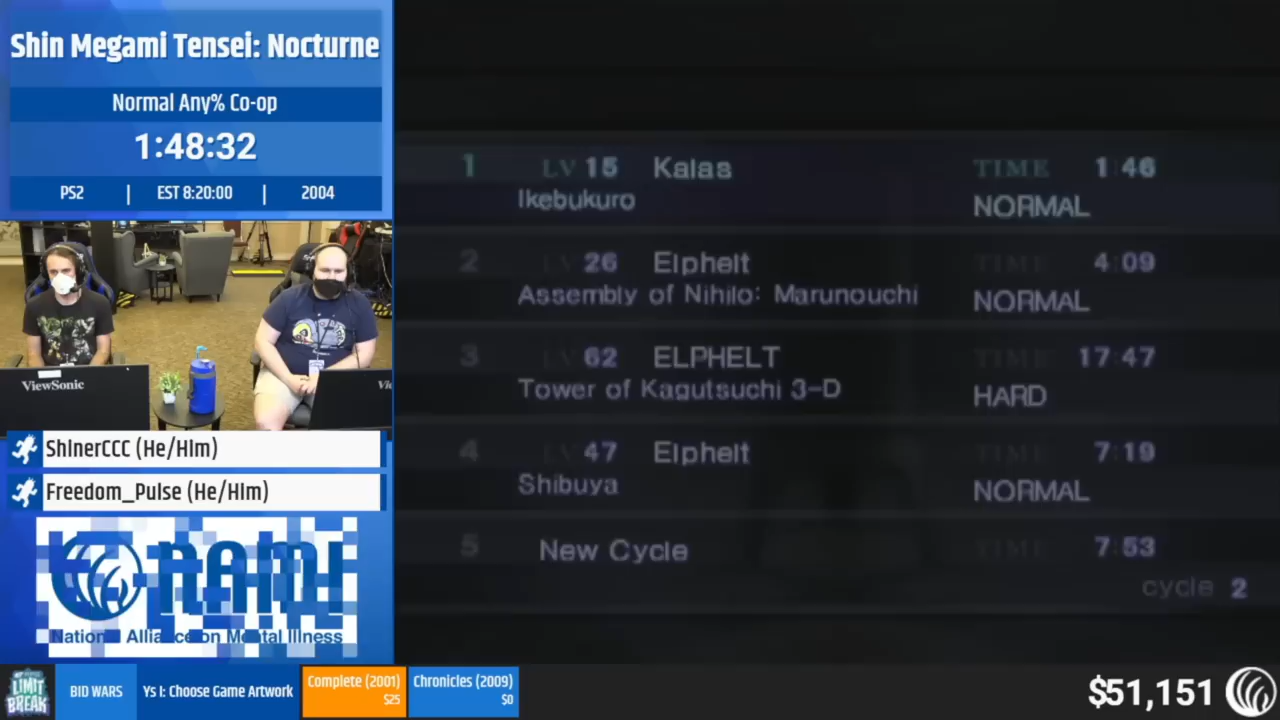 Shin Megami Tensei: Nocturne
Normal Any% Co-op
1:48:32
PS2 | EST 8:20:00 | 2004
1 LV 15 Kalas TIME 1:46
Ikebukuro NORMAL
2 LV 26 Elphelt TIME 4:09
Assembly of Nihilo: Marunouchi NORMAL
3 LV 62 ELPHELT TIME 17:47
Tower of Kagutsuchi 3-D HARD
4 LV 47 Elphelt TIME 7:19
Shibuya NORMAL
5 New Cycle TIME 7:53
cycle 2
ViewSonic
Vi
ShinerCCC (He/Him)
Freedom_Pulse (He/Him)
NAMI
National Alliance on Mental Illness
LIMIT BREAK
BID WARS
Ys I: Choose Game Artwork
Complete (2001)
$25
Chronicles (2009)
$0
$51,151